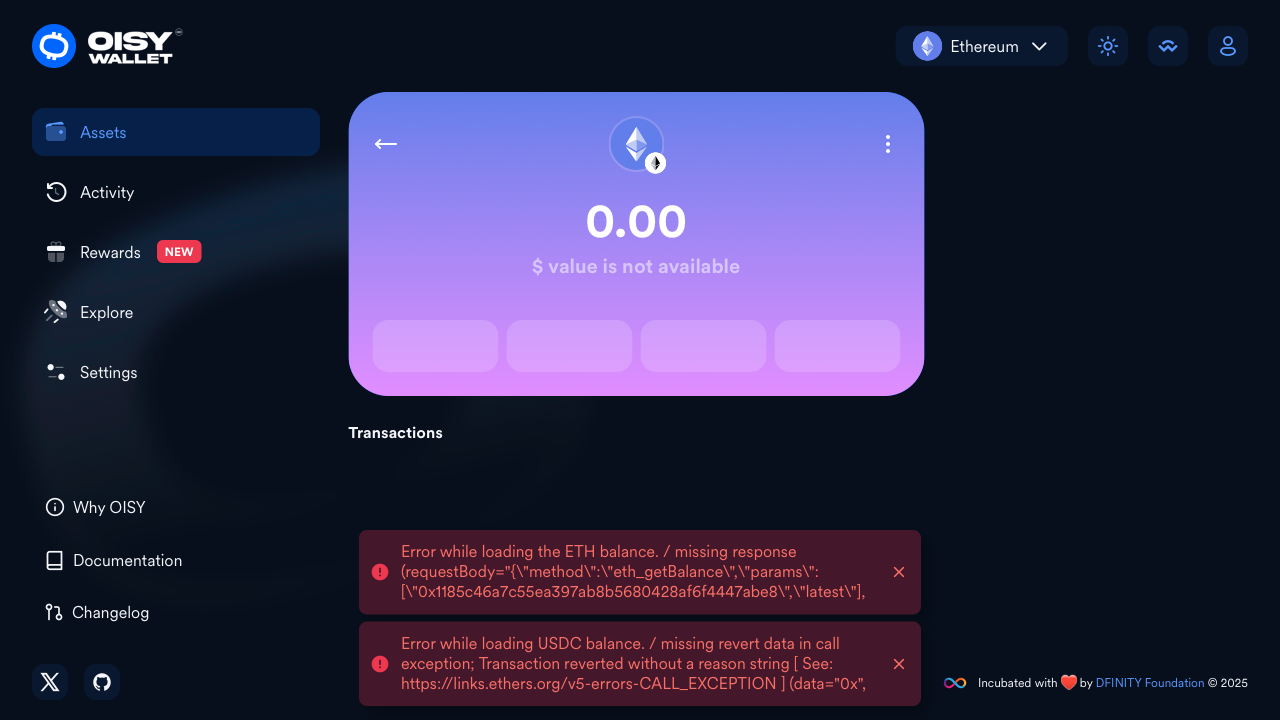 OISY
WALLET
Ethereum
Assets
Activity
Rewards NEW
Explore
Settings
0.00
$ value is not available
Transactions
Why OISY
Documentation
Changelog
Error while loading the ETH balance. / missing response
(requestBody="{\"method\":\"eth_getBalance\",\"params\":
[\"0x1185c46a7c55ea397ab8b5680428af6f4447abe8\",\"latest\"],
Error while loading USDC balance. / missing revert data in call
exception; Transaction reverted without a reason string [ See:
https://links.ethers.org/v5-errors-CALL_EXCEPTION ] (data="0x",
Incubated with ❤️ by DFINITY Foundation © 2025